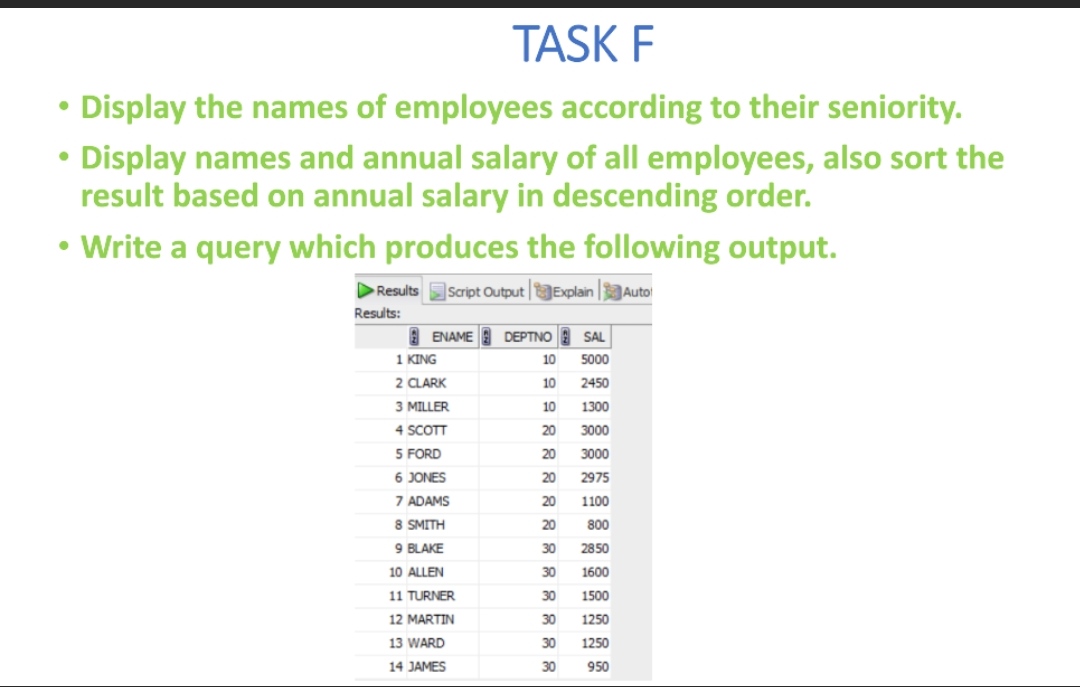 TASK F
• Display the names of employees according to their seniority.
• Display names and annual salary of all employees, also sort the
result based on annual salary in descending order.
• Write a query which produces the following output.
Results Script Output Explain Auto
Results:
ENAME DEPTNO SAL
1 KING 10 5000
2 CLARK 10 2450
3 MILLER 10 1300
4 SCOTT 20 3000
5 FORD 20 3000
6 JONES 20 2975
7 ADAMS 20 1100
8 SMITH 20 800
9 BLAKE 30 2850
10 ALLEN 30 1600
11 TURNER 30 1500
12 MARTIN 30 1250
13 WARD 30 1250
14 JAMES 30 950